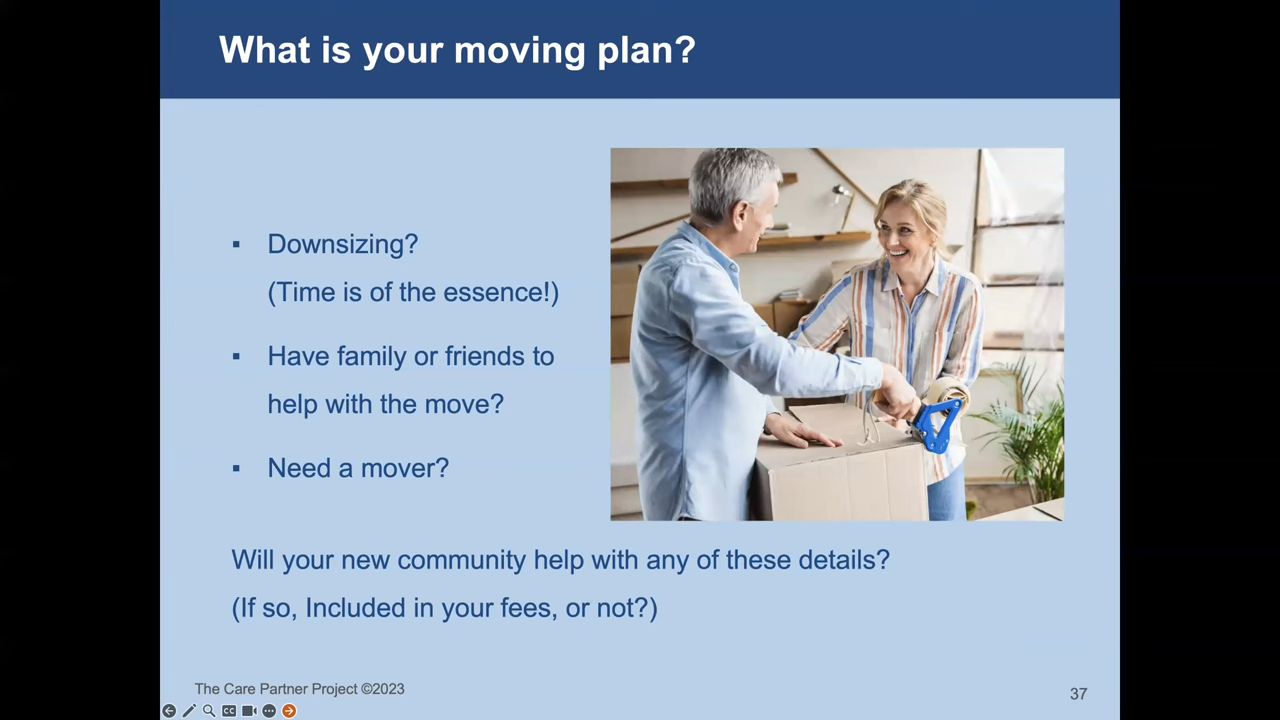 What is your moving plan?
▪ Downsizing?
(Time is of the essence!)
▪ Have family or friends to
help with the move?
▪ Need a mover?
Will your new community help with any of these details?
(If so, Included in your fees, or not?)
The Care Partner Project ©2023
37
CC